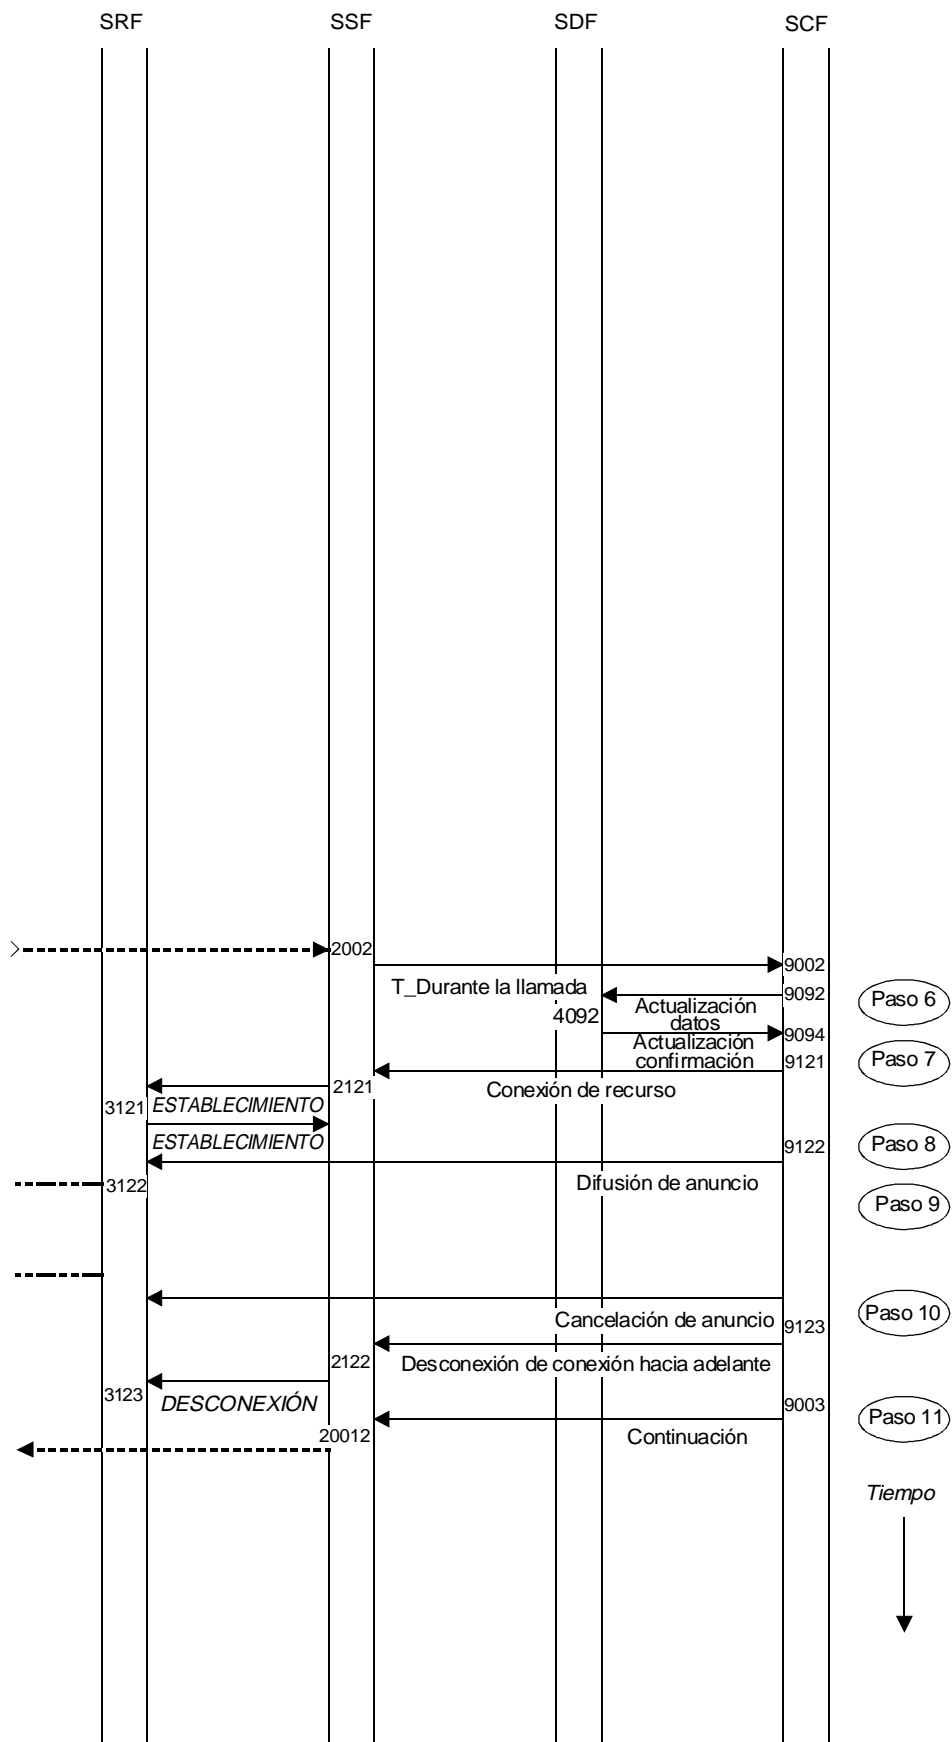 SRF SSF SDF SCF
2002
9002
T_Durante la llamada
9092
Paso 6
Actualización
datos
4092
9094
Actualización
confirmación
9121
Paso 7
2121
Conexión de recurso
3121
ESTABLECIMIENTO
ESTABLECIMIENTO
9122
Paso 8
3122
Difusión de anuncio
Paso 9
Cancelación de anuncio
9123
Paso 10
2122
Desconexión de conexión hacia adelante
3123
DESCONEXIÓN
9003
Paso 11
20012
Continuación
Tiempo